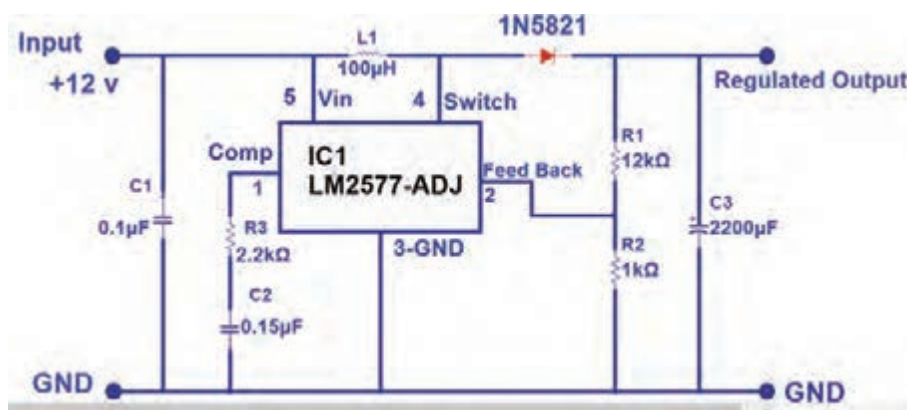 Input
+12 v
L1
100µH
1N5821
Regulated Output
5 Vin
4 Switch
Comp
1
IC1
LM2577-ADJ
Feed Back
2
3-GND
C1
0.1µF
R3
2.2kΩ
C2
0.15µF
R1
12kΩ
R2
1kΩ
C3
+
2200µF
GND
GND